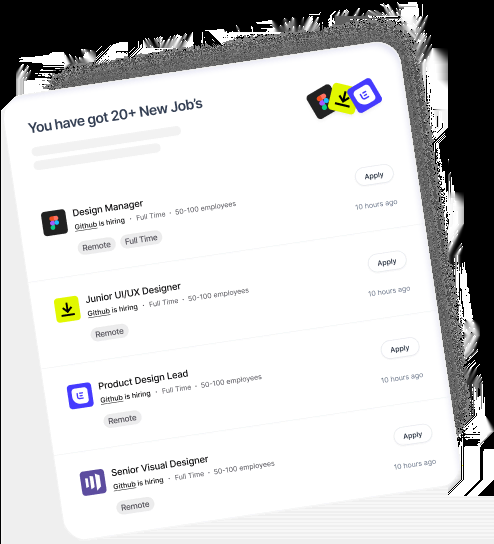 You have got 20+ New Job's
Design Manager
Apply
Github is hiring · Full Time · 50-100 employees
10 hours ago
Remote Full Time
Junior UI/UX Designer
Apply
Github is hiring · Full Time · 50-100 employees
10 hours ago
Remote
Product Design Lead
Apply
Github is hiring · Full Time · 50-100 employees
10 hours ago
Remote
Senior Visual Designer
Apply
Github is hiring · Full Time · 50-100 employees
10 hours ago
Remote